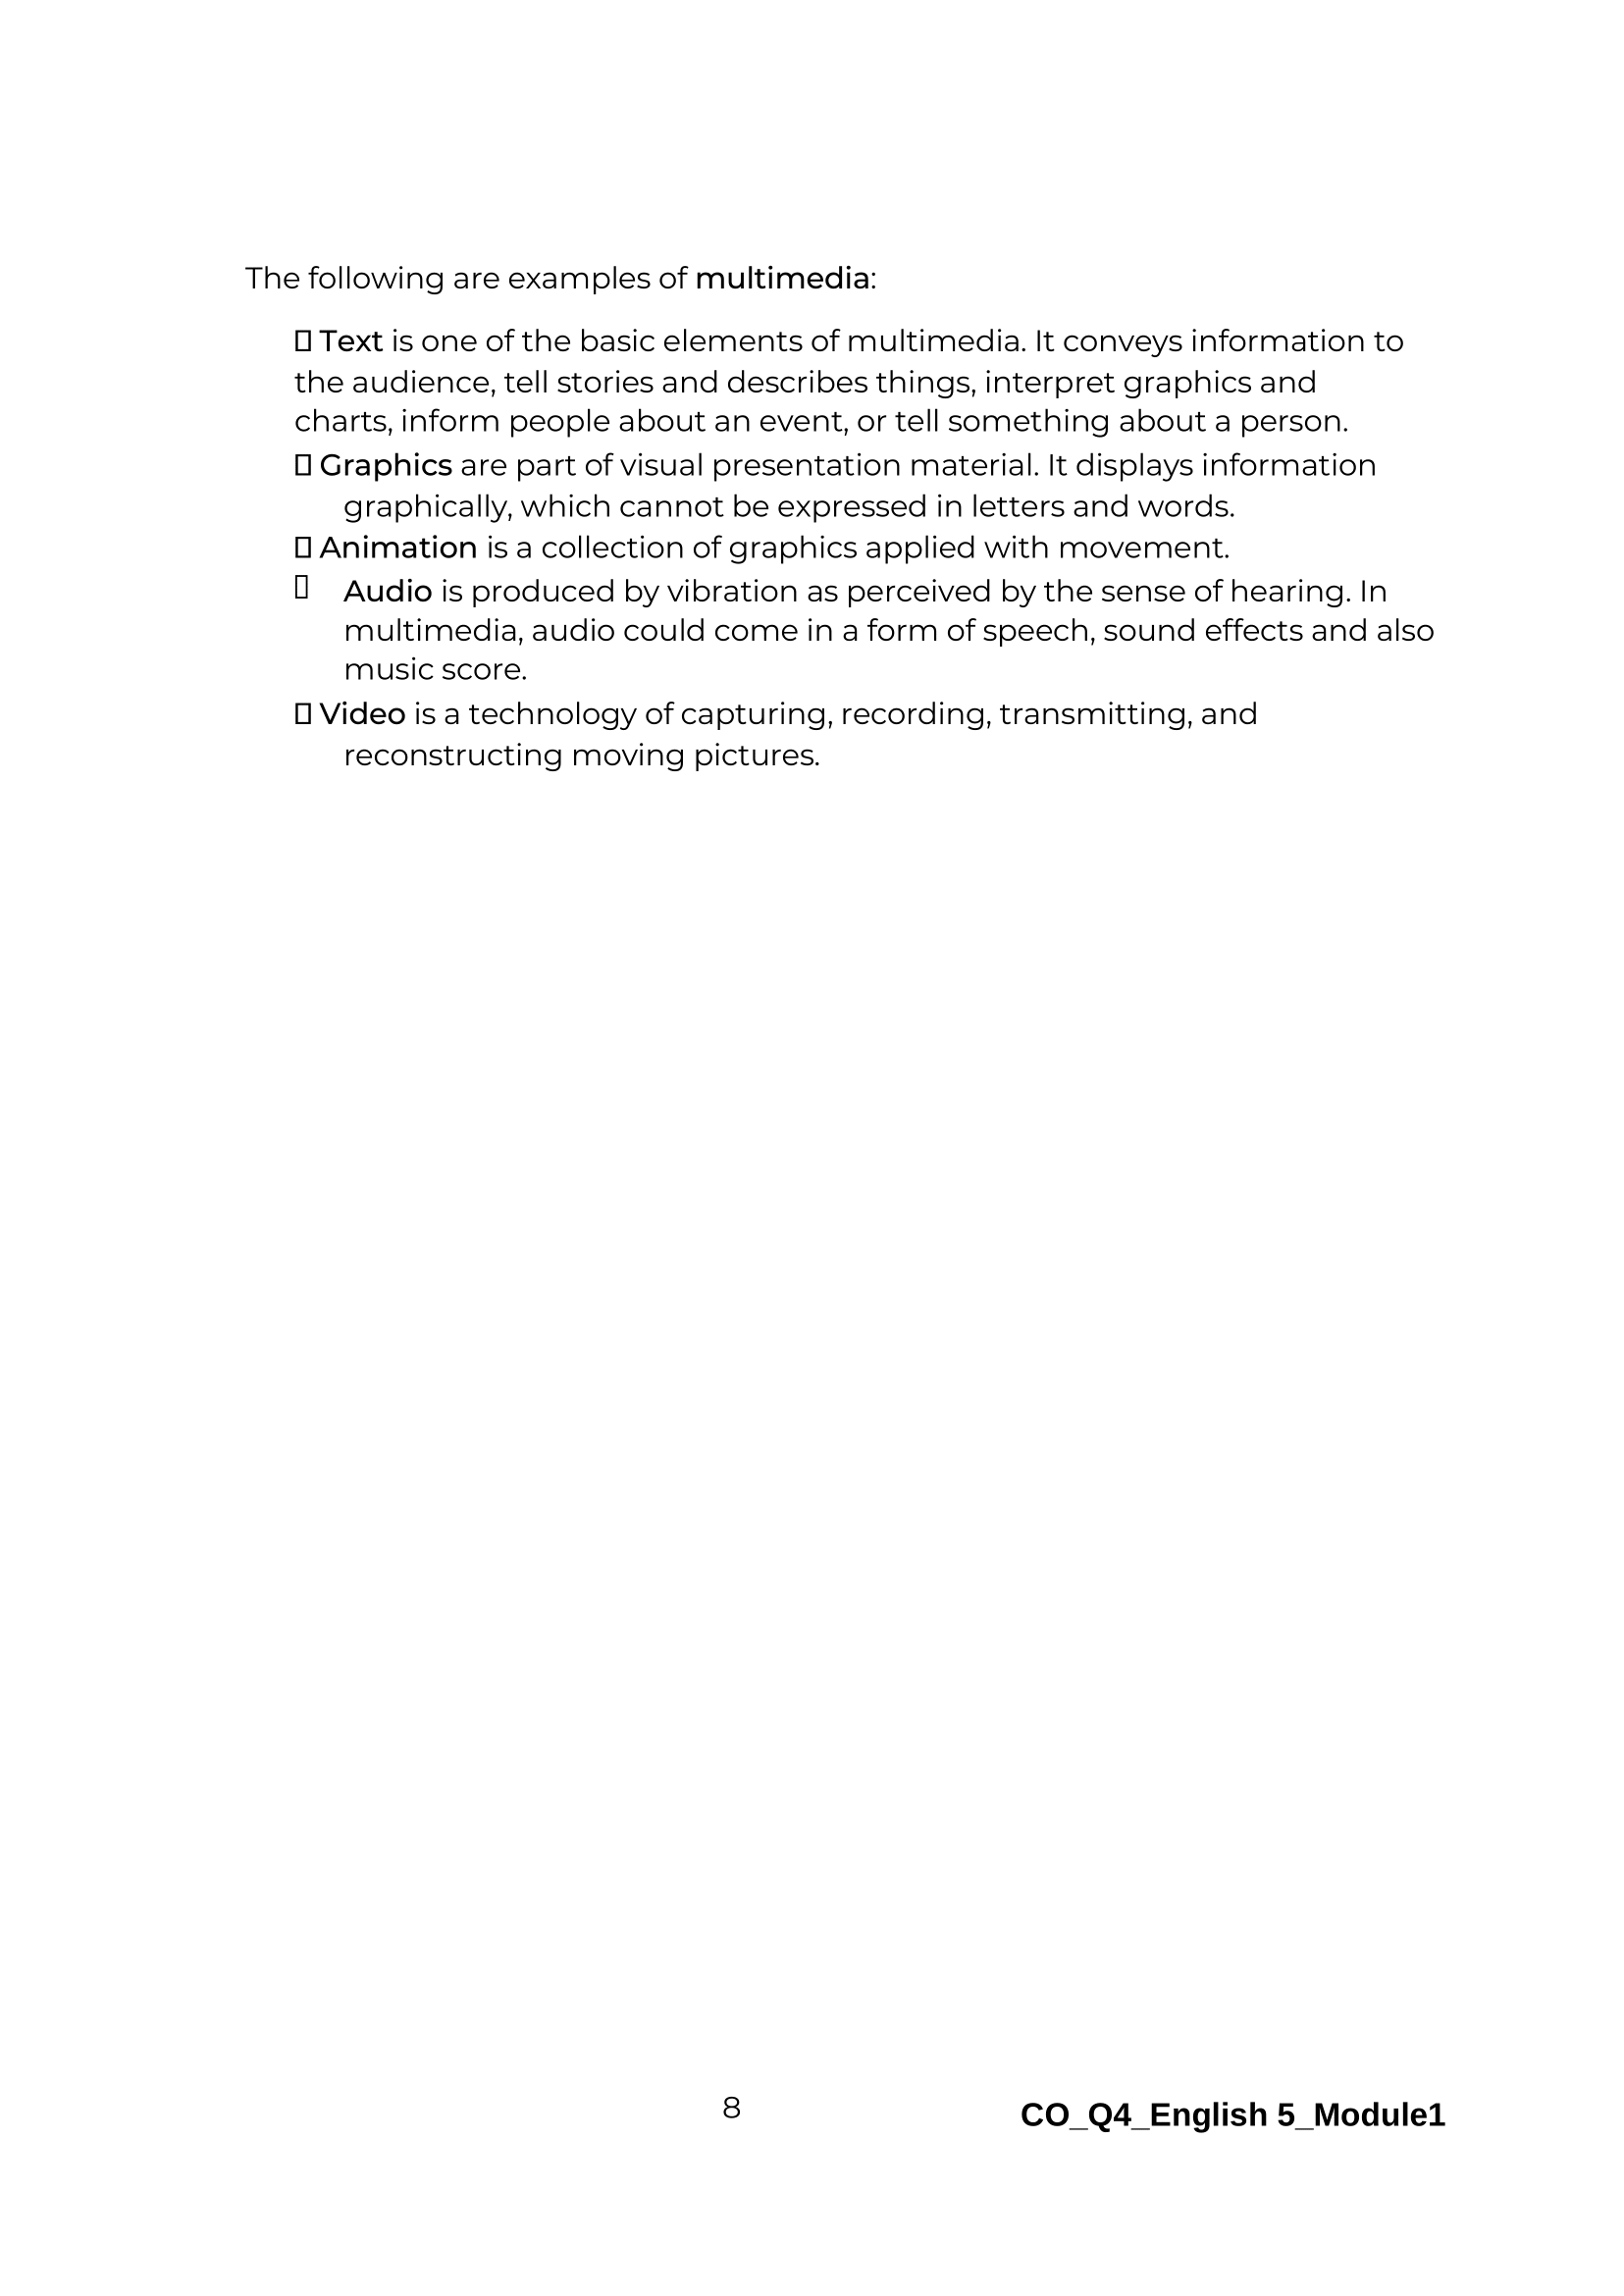 The following are examples of multimedia:
▯ Text is one of the basic elements of multimedia. It conveys information to
the audience, tell stories and describes things, interpret graphics and
charts, inform people about an event, or tell something about a person.
▯ Graphics are part of visual presentation material. It displays information
graphically, which cannot be expressed in letters and words.
▯ Animation is a collection of graphics applied with movement.
▯ Audio is produced by vibration as perceived by the sense of hearing. In
multimedia, audio could come in a form of speech, sound effects and also
music score.
▯ Video is a technology of capturing, recording, transmitting, and
reconstructing moving pictures.
8
CO_Q4_English 5_Module1